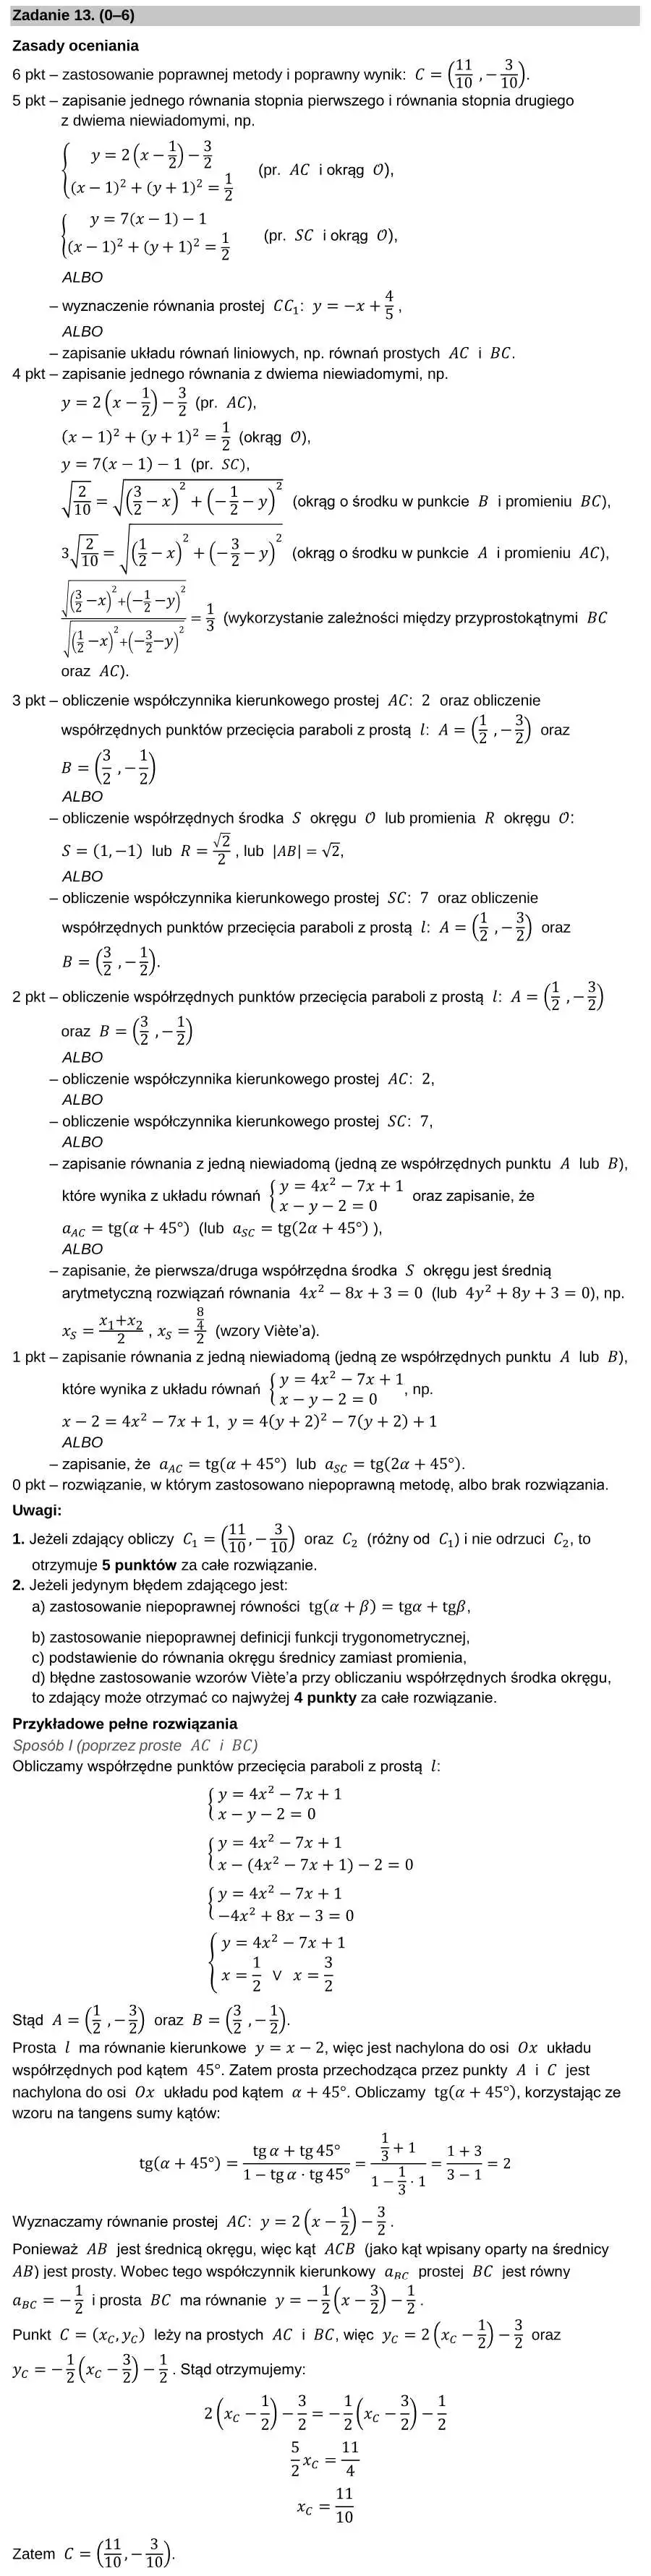 Zadanie 13. (0–6)
Zasady oceniania
6 pkt – zastosowanie poprawnej metody i poprawny wynik: C = (11/10 , −3/10).
5 pkt – zapisanie jednego równania stopnia pierwszego i równania stopnia drugiego
z dwiema niewiadomymi, np.
{ y = 2(x − 1/2) − 3/2
(x − 1)² + (y + 1)² = 1/2 (pr. AC i okrąg 𝒪),
{ y = 7(x − 1) − 1
(x − 1)² + (y + 1)² = 1/2 (pr. SC i okrąg 𝒪),
ALBO
– wyznaczenie równania prostej CC₁: y = −x + 4/5 ,
ALBO
– zapisanie układu równań liniowych, np. równań prostych AC i BC.
4 pkt – zapisanie jednego równania z dwiema niewiadomymi, np.
y = 2(x − 1/2) − 3/2 (pr. AC),
(x − 1)² + (y + 1)² = 1/2 (okrąg 𝒪),
y = 7(x − 1) − 1 (pr. SC),
√(2/10) = √((3/2 − x)² + (−1/2 − y)²) (okrąg o środku w punkcie B i promieniu BC),
3√(2/10) = √((1/2 − x)² + (−3/2 − y)²) (okrąg o środku w punkcie A i promieniu AC),
√((3/2 −x)²+(−1/2−y)²) / √((1/2 −x)²+(−3/2−y)²) = 1/3 (wykorzystanie zależności między przyprostokątnymi BC
oraz AC).
3 pkt – obliczenie współczynnika kierunkowego prostej AC: 2 oraz obliczenie
współrzędnych punktów przecięcia paraboli z prostą l: A = (1/2 , −3/2) oraz
B = (3/2 , −1/2)
ALBO
– obliczenie współrzędnych środka S okręgu 𝒪 lub promienia R okręgu 𝒪:
S = (1, −1) lub R = √2/2 , lub |AB| = √2,
ALBO
– obliczenie współczynnika kierunkowego prostej SC: 7 oraz obliczenie
współrzędnych punktów przecięcia paraboli z prostą l: A = (1/2 , −3/2) oraz
B = (3/2 , −1/2).
2 pkt – obliczenie współrzędnych punktów przecięcia paraboli z prostą l: A = (1/2 , −3/2)
oraz B = (3/2 , −1/2)
ALBO
– obliczenie współczynnika kierunkowego prostej AC: 2,
ALBO
– obliczenie współczynnika kierunkowego prostej SC: 7,
ALBO
– zapisanie równania z jedną niewiadomą (jedną ze współrzędnych punktu A lub B),
które wynika z układu równań { y = 4x² − 7x + 1
x − y − 2 = 0 oraz zapisanie, że
a_AC = tg(α + 45°) (lub a_SC = tg(2α + 45°) ),
ALBO
– zapisanie, że pierwsza/druga współrzędna środka S okręgu jest średnią
arytmetyczną rozwiązań równania 4x² − 8x + 3 = 0 (lub 4y² + 8y + 3 = 0), np.
x_S = (x₁+x₂)/2 , x_S = (8/4)/2 (wzory Viète’a).
1 pkt – zapisanie równania z jedną niewiadomą (jedną ze współrzędnych punktu A lub B),
które wynika z układu równań { y = 4x² − 7x + 1
x − y − 2 = 0 , np.
x − 2 = 4x² − 7x + 1, y = 4(y + 2)² − 7(y + 2) + 1
ALBO
– zapisanie, że a_AC = tg(α + 45°) lub a_SC = tg(2α + 45°).
0 pkt – rozwiązanie, w którym zastosowano niepoprawną metodę, albo brak rozwiązania.
Uwagi:
1. Jeżeli zdający obliczy C₁ = (11/10 , −3/10) oraz C₂ (różny od C₁) i nie odrzuci C₂, to
otrzymuje 5 punktów za całe rozwiązanie.
2. Jeżeli jedynym błędem zdającego jest:
a) zastosowanie niepoprawnej równości tg(α + β) = tgα + tgβ,
b) zastosowanie niepoprawnej definicji funkcji trygonometrycznej,
c) podstawienie do równania okręgu średnicy zamiast promienia,
d) błędne zastosowanie wzorów Viète’a przy obliczaniu współrzędnych środka okręgu,
to zdający może otrzymać co najwyżej 4 punkty za całe rozwiązanie.
Przykładowe pełne rozwiązania
Sposób I (poprzez proste AC i BC)
Obliczamy współrzędne punktów przecięcia paraboli z prostą l:
{ y = 4x² − 7x + 1
x − y − 2 = 0
{ y = 4x² − 7x + 1
x − (4x² − 7x + 1) − 2 = 0
{ y = 4x² − 7x + 1
−4x² + 8x − 3 = 0
{ y = 4x² − 7x + 1
x = 1/2 ∨ x = 3/2
Stąd A = (1/2 , −3/2) oraz B = (3/2 , −1/2).
Prosta l ma równanie kierunkowe y = x − 2, więc jest nachylona do osi Ox układu
współrzędnych pod kątem 45°. Zatem prosta przechodząca przez punkty A i C jest
nachylona do osi Ox układu pod kątem α + 45°. Obliczamy tg(α + 45°), korzystając ze
wzoru na tangens sumy kątów:
tg(α + 45°) = (tg α + tg 45°)/(1 − tg α · tg 45°) = (1/3 + 1)/(1 − 1/3 · 1) = (1 + 3)/(3 − 1) = 2
Wyznaczamy równanie prostej AC: y = 2(x − 1/2) − 3/2 .
Ponieważ AB jest średnicą okręgu, więc kąt ACB (jako kąt wpisany oparty na średnicy
AB) jest prosty. Wobec tego współczynnik kierunkowy a_BC prostej BC jest równy
a_BC = −1/2 i prosta BC ma równanie y = −1/2(x − 3/2) − 1/2 .
Punkt C = (x_C, y_C) leży na prostych AC i BC, więc y_C = 2(x_C − 1/2) − 3/2 oraz
y_C = −1/2(x_C − 3/2) − 1/2 . Stąd otrzymujemy:
2(x_C − 1/2) − 3/2 = −1/2(x_C − 3/2) − 1/2
5/2 x_C = 11/4
x_C = 11/10
Zatem C = (11/10 , −3/10).